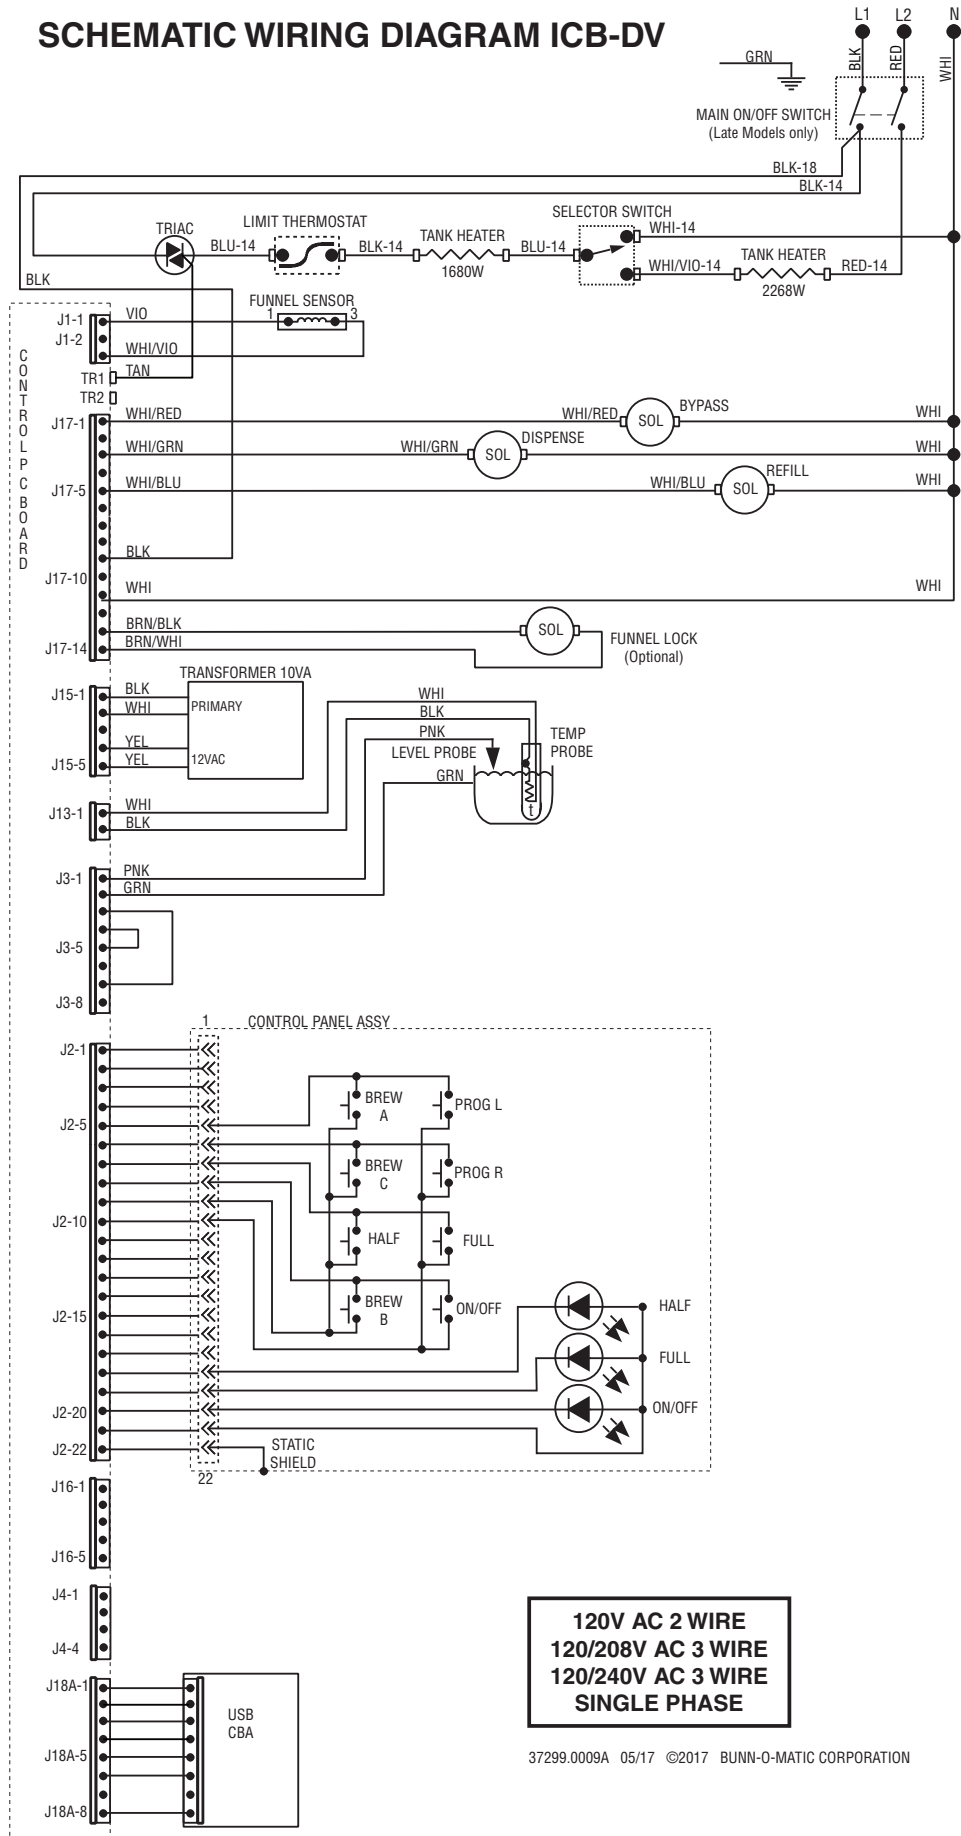 SCHEMATIC WIRING DIAGRAM ICB-DV
L1 L2 N
BLK RED WHI
GRN
MAIN ON/OFF SWITCH
(Late Models only)
BLK-18
BLK-14
TRIAC
LIMIT THERMOSTAT
TANK HEATER
SELECTOR SWITCH
WHI-14
BLU-14
BLK-14
1680W
BLU-14
WHI/VIO-14
TANK HEATER
RED-14
2268W
BLK
FUNNEL SENSOR
1 3
CONTROL PC BOARD
J1-1 VIO
J1-2
WHI/VIO
TR1 TAN
TR2
J17-1 WHI/RED WHI/RED SOL BYPASS WHI
WHI/GRN WHI/GRN SOL DISPENSE WHI
J17-5 WHI/BLU WHI/BLU SOL REFILL WHI
BLK
J17-10
WHI WHI
BRN/BLK SOL
J17-14 BRN/WHI
FUNNEL LOCK
(Optional)
TRANSFORMER 10VA
J15-1 BLK
WHI PRIMARY
YEL
J15-5 YEL 12VAC
WHI
BLK
PNK
LEVEL PROBE
TEMP
PROBE
GRN
t
J13-1 WHI
BLK
J3-1 PNK
GRN
J3-5
J3-8
1 CONTROL PANEL ASSY
J2-1
J2-5
J2-10
J2-15
J2-20
J2-22
BREW
A
PROG L
BREW
C
PROG R
HALF
FULL
BREW
B
ON/OFF
HALF
FULL
ON/OFF
STATIC
SHIELD
22
J16-1
J16-5
J4-1
J4-4
J18A-1
J18A-5
J18A-8
USB
CBA
120V AC 2 WIRE
120/208V AC 3 WIRE
120/240V AC 3 WIRE
SINGLE PHASE
37299.0009A 05/17 ©2017 BUNN-O-MATIC CORPORATION